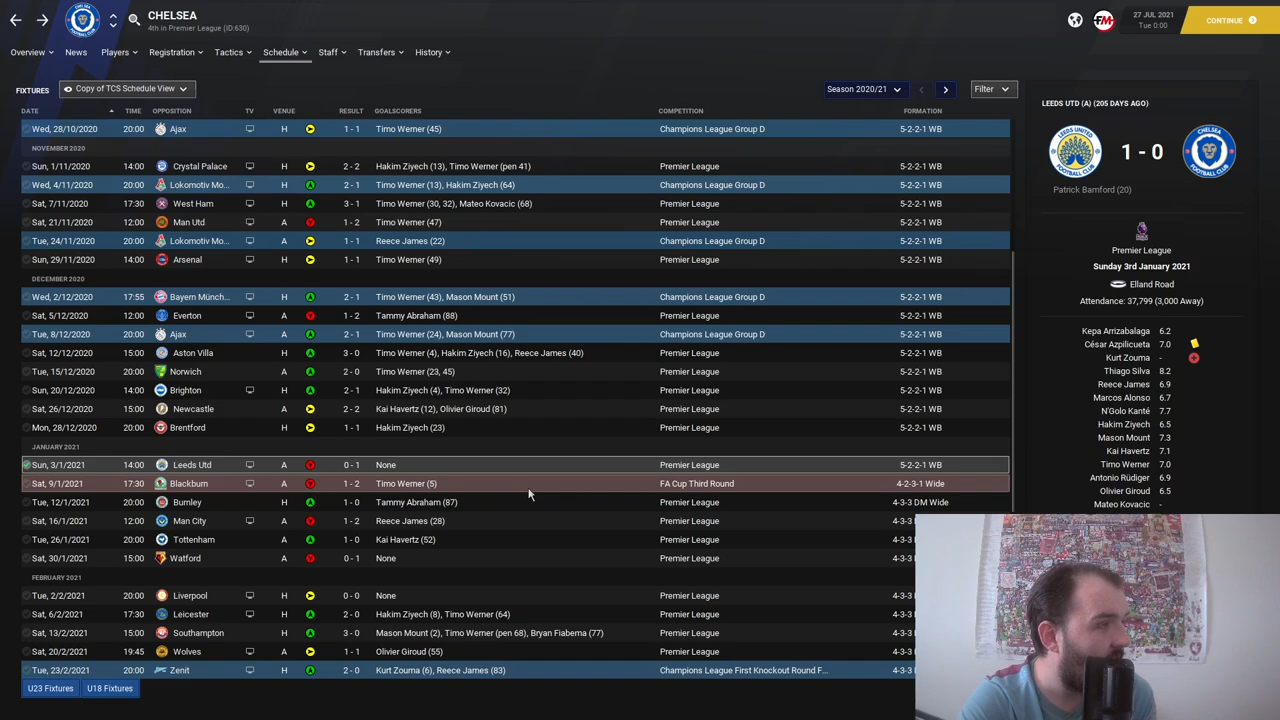 CHELSEA
4th in Premier League (ID:630)
27 JUL 2021
Tue 0:00
FM
CONTINUE
Overview News Players Registration Tactics Schedule Staff Transfers History
FIXTURES Copy of TCS Schedule View Season 2020/21 Filter
DATE TIME OPPOSITION TV VENUE RESULT GOALSCORERS COMPETITION FORMATION
Wed, 28/10/2020 20:00 Ajax H 1 - 1 Timo Werner (45) Champions League Group D 5-2-2-1 WB
NOVEMBER 2020
Sun, 1/11/2020 14:00 Crystal Palace H 2 - 2 Hakim Ziyech (13), Timo Werner (pen 41) Premier League 5-2-2-1 WB
Wed, 4/11/2020 20:00 Lokomotiv Mo... H 2 - 1 Timo Werner (13), Hakim Ziyech (64) Champions League Group D 5-2-2-1 WB
Sat, 7/11/2020 17:30 West Ham H 3 - 1 Timo Werner (30, 32), Mateo Kovacic (68) Premier League 5-2-2-1 WB
Sat, 21/11/2020 12:00 Man Utd A 1 - 2 Timo Werner (47) Premier League 5-2-2-1 WB
Tue, 24/11/2020 20:00 Lokomotiv Mo... A 1 - 1 Reece James (22) Champions League Group D 5-2-2-1 WB
Sun, 29/11/2020 14:00 Arsenal H 1 - 1 Timo Werner (49) Premier League 5-2-2-1 WB
DECEMBER 2020
Wed, 2/12/2020 17:55 Bayern Münch... H 2 - 1 Timo Werner (43), Mason Mount (51) Champions League Group D 5-2-2-1 WB
Sat, 5/12/2020 12:00 Everton A 1 - 2 Tammy Abraham (88) Premier League 5-2-2-1 WB
Tue, 8/12/2020 20:00 Ajax A 2 - 1 Timo Werner (24), Mason Mount (77) Champions League Group D 5-2-2-1 WB
Sat, 12/12/2020 15:00 Aston Villa H 3 - 0 Timo Werner (4), Hakim Ziyech (16), Reece James (40) Premier League 5-2-2-1 WB
Tue, 15/12/2020 20:00 Norwich A 2 - 0 Timo Werner (23, 45) Premier League 5-2-2-1 WB
Sun, 20/12/2020 14:00 Brighton H 2 - 1 Hakim Ziyech (4), Timo Werner (32) Premier League 5-2-2-1 WB
Sat, 26/12/2020 15:00 Newcastle A 2 - 2 Kai Havertz (12), Olivier Giroud (81) Premier League 5-2-2-1 WB
Mon, 28/12/2020 20:00 Brentford H 1 - 1 Hakim Ziyech (23) Premier League 5-2-2-1 WB
JANUARY 2021
Sun, 3/1/2021 14:00 Leeds Utd A 0 - 1 None Premier League 5-2-2-1 WB
Sat, 9/1/2021 17:30 Blackburn A 1 - 2 Timo Werner (5) FA Cup Third Round 4-2-3-1 Wide
Tue, 12/1/2021 20:00 Burnley H 1 - 0 Tammy Abraham (87) Premier League 4-3-3 DM Wide
Sat, 16/1/2021 12:00 Man City A 1 - 2 Reece James (28) Premier League 4-3-3
Tue, 26/1/2021 20:00 Tottenham A 1 - 0 Kai Havertz (52) Premier League 4-3-3
Sat, 30/1/2021 15:00 Watford A 0 - 1 None Premier League 4-3-3
FEBRUARY 2021
Tue, 2/2/2021 20:00 Liverpool H 0 - 0 None Premier League 4-3-3
Sat, 6/2/2021 17:30 Leicester H 2 - 0 Hakim Ziyech (8), Timo Werner (64) Premier League 4-3-3
Sat, 13/2/2021 15:00 Southampton H 3 - 0 Mason Mount (2), Timo Werner (pen 68), Bryan Fiabema (77) Premier League 4-3-3
Sat, 20/2/2021 19:45 Wolves A 1 - 1 Olivier Giroud (55) Premier League 4-3-3
Tue, 23/2/2021 20:00 Zenit H 2 - 0 Kurt Zouma (6), Reece James (83) Champions League First Knockout Round F... 4-3-3
U23 Fixtures U18 Fixtures
LEEDS UTD (A) (205 DAYS AGO)
1 - 0
Patrick Bamford (20)
Premier League
Sunday 3rd January 2021
Elland Road
Attendance: 37,799 (3,000 Away)
Kepa Arrizabalaga 6.2
César Azpilicueta 7.0
Kurt Zouma -
Thiago Silva 8.2
Reece James 6.9
Marcos Alonso 6.7
N'Golo Kanté 7.7
Hakim Ziyech 6.5
Mason Mount 7.3
Kai Havertz 7.1
Timo Werner 7.0
Antonio Rüdiger 6.9
Olivier Giroud 6.5
Mateo Kovacic -